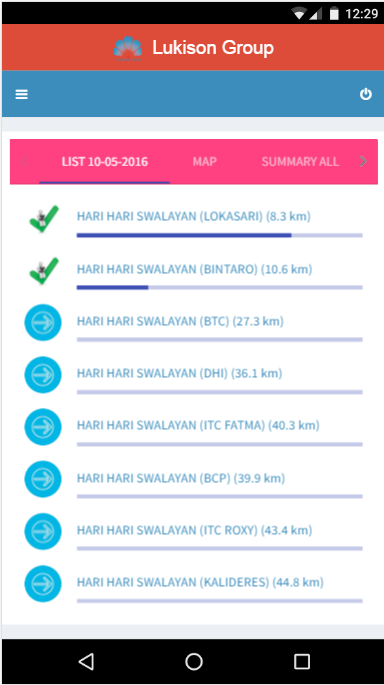 12:29
Lukison Group
LIST 10-05-2016 MAP SUMMARY ALL
HARI HARI SWALAYAN (LOKASARI) (8.3 km)
HARI HARI SWALAYAN (BINTARO) (10.6 km)
HARI HARI SWALAYAN (BTC) (27.3 km)
HARI HARI SWALAYAN (DHI) (36.1 km)
HARI HARI SWALAYAN (ITC FATMA) (40.3 km)
HARI HARI SWALAYAN (BCP) (39.9 km)
HARI HARI SWALAYAN (ITC ROXY) (43.4 km)
HARI HARI SWALAYAN (KALIDERES) (44.8 km)